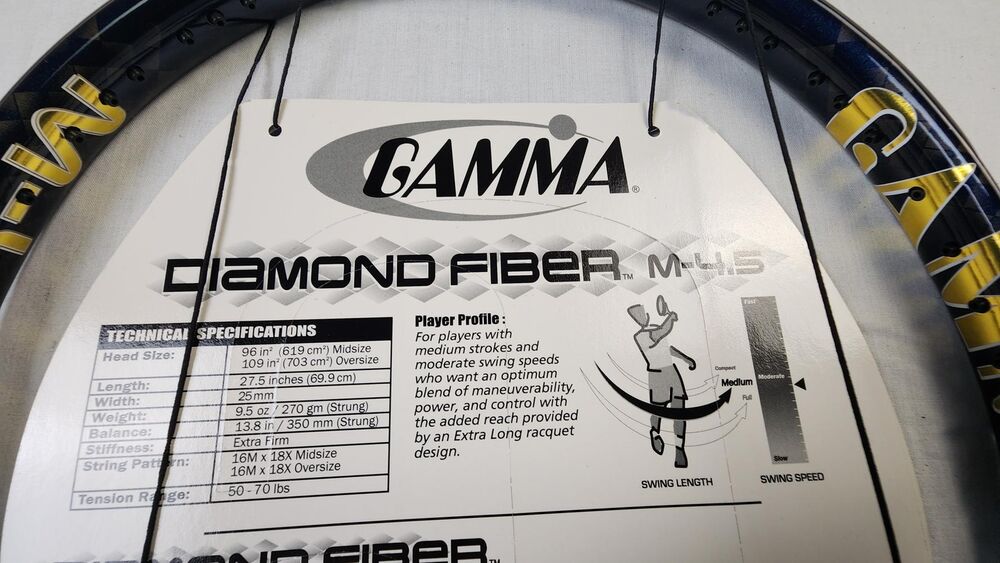 M-4
GAMMA
GAMMA®
DIAMOND FIBER™ M-4.5
TECHNICAL SPECIFICATIONS
Head Size: 96 in² (619 cm²) Midsize
109 in² (703 cm²) Oversize
Length: 27.5 inches (69.9 cm)
Width: 25mm
Weight: 9.5 oz / 270 gm (Strung)
Balance: 13.8 in / 350 mm (Strung)
Stiffness: Extra Firm
String Pattern: 16M x 18X Midsize
16M x 18X Oversize
Tension Range: 50 - 70 lbs
Player Profile :
For players with
medium strokes and
moderate swing speeds
who want an optimum
blend of maneuverability,
power, and control with
the added reach provided
by an Extra Long racquet
design.
Compact
Medium
Full
SWING LENGTH
Fast
Moderate
Slow
SWING SPEED
DIAMOND FIBER™